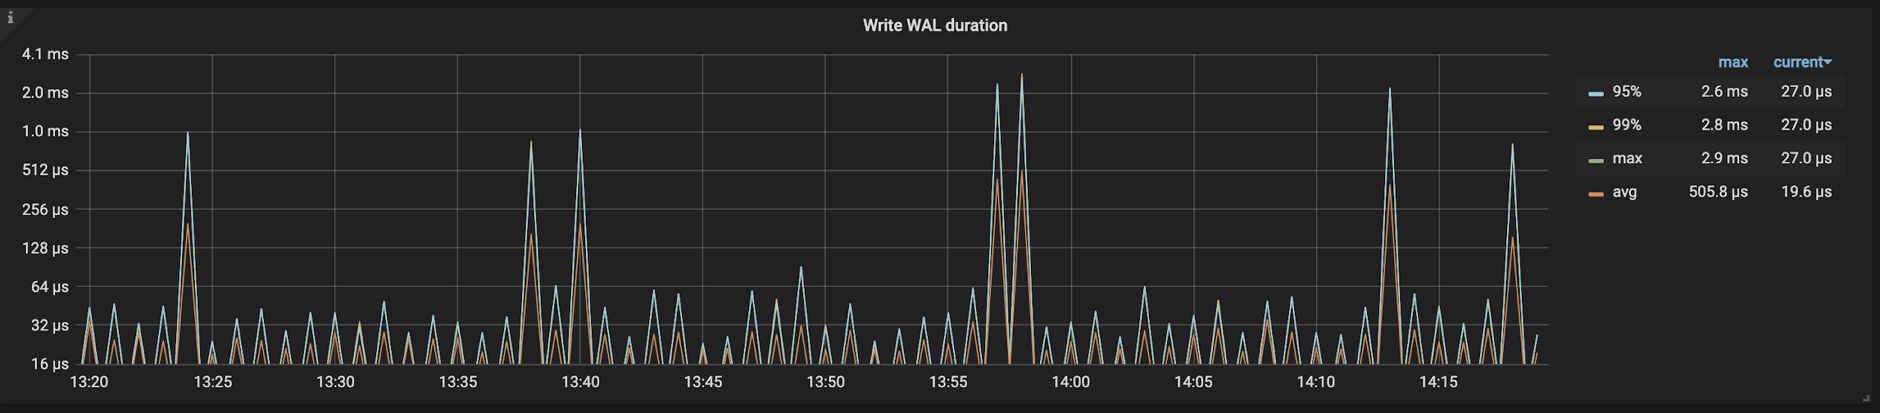 i
Write WAL duration
4.1 ms
2.0 ms
1.0 ms
512 µs
256 µs
128 µs
64 µs
32 µs
16 µs
13:20 13:25 13:30 13:35 13:40 13:45 13:50 13:55 14:00 14:05 14:10 14:15
max current
95% 2.6 ms 27.0 µs
99% 2.8 ms 27.0 µs
max 2.9 ms 27.0 µs
avg 505.8 µs 19.6 µs